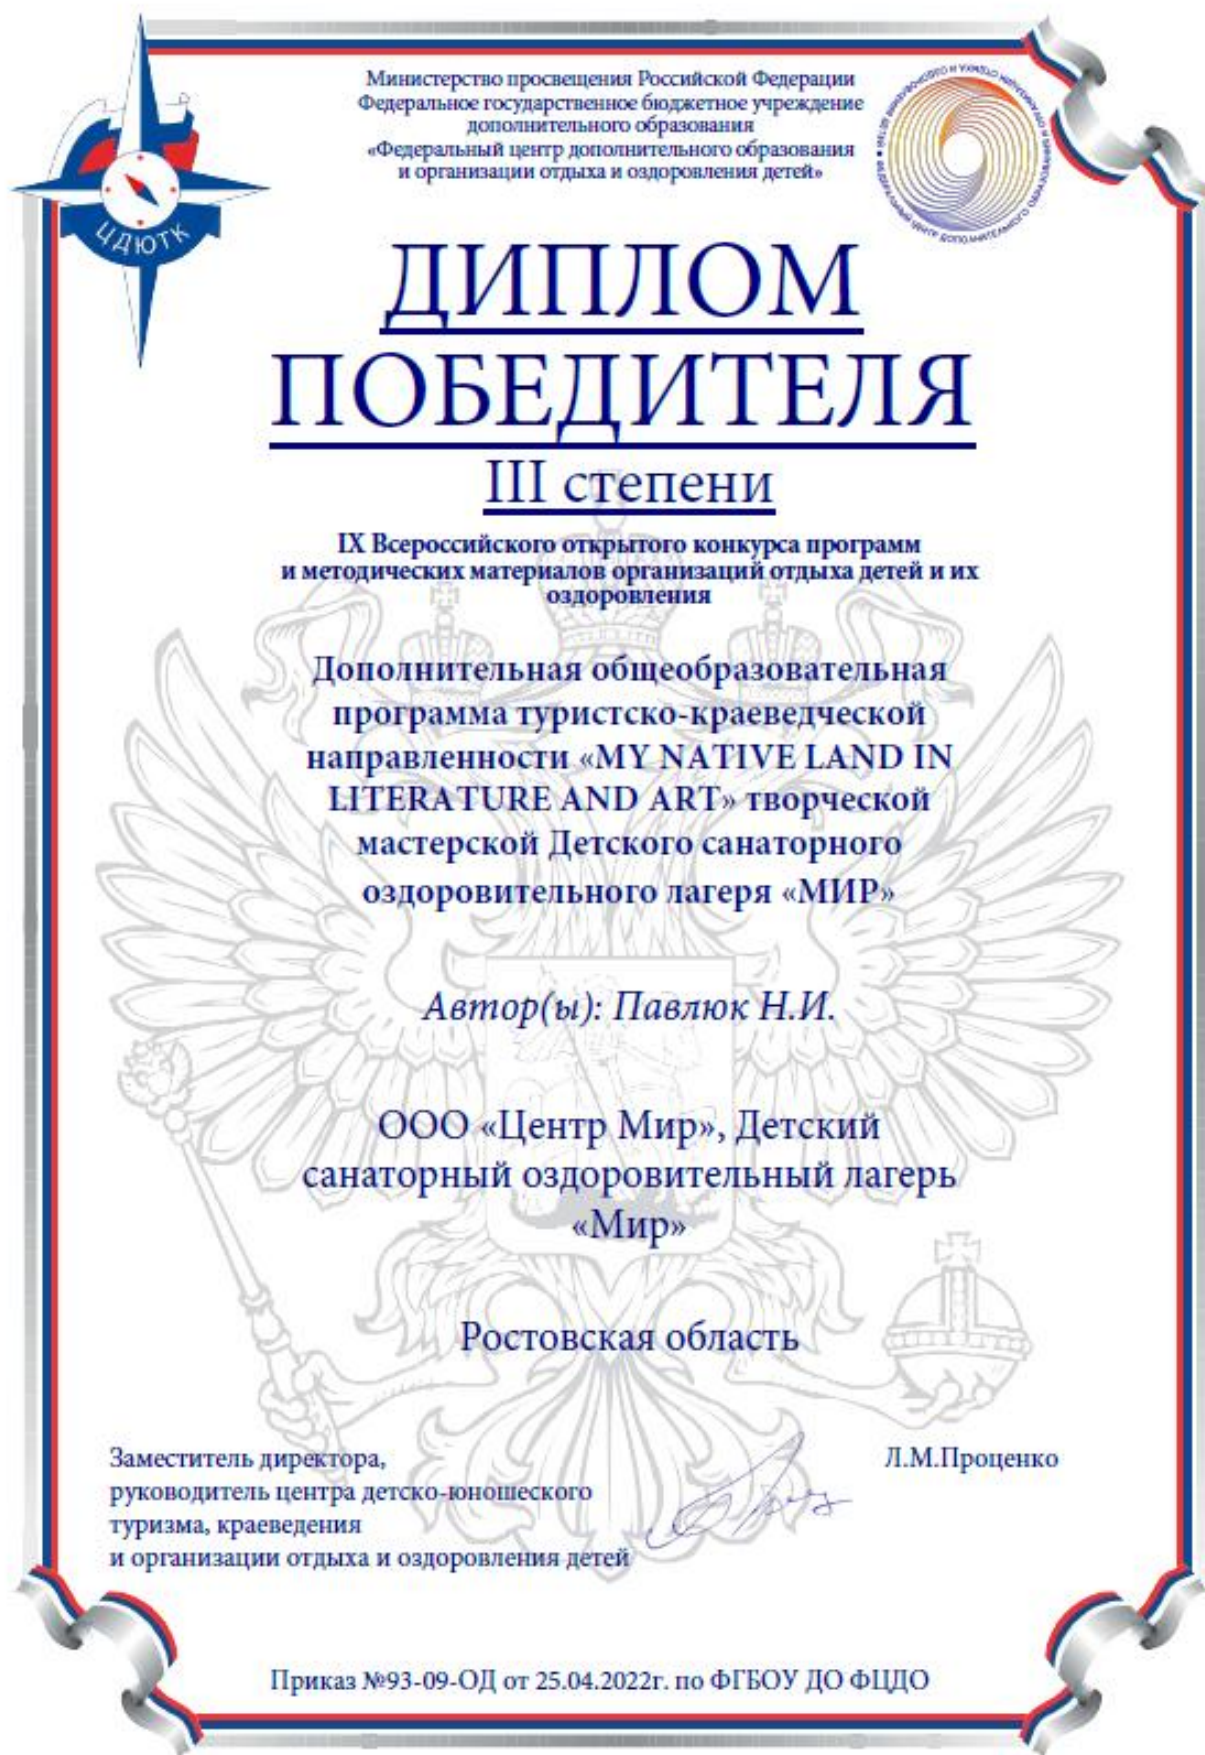 Министерство просвещения Российской Федерации
Федеральное государственное бюджетное учреждение
дополнительного образования
«Федеральный центр дополнительного образования
и организации отдыха и оздоровления детей»
ЦДЮТК
ДИПЛОМ
ПОБЕДИТЕЛЯ
III степени
IX Всероссийского открытого конкурса программ
и методических материалов организаций отдыха детей и их
оздоровления
Дополнительная общеобразовательная
программа туристско-краеведческой
направленности «MY NATIVE LAND IN
LITERATURE AND ART» творческой
мастерской Детского санаторного
оздоровительного лагеря «МИР»
Автор(ы): Павлюк Н.И.
ООО «Центр Мир», Детский
санаторный оздоровительный лагерь
«Мир»
Ростовская область
Заместитель директора,
руководитель центра детско-юношеского
туризма, краеведения
и организации отдыха и оздоровления детей
Л.М.Проценко
Приказ №93-09-ОД от 25.04.2022г. по ФГБОУ ДО ФЦДО